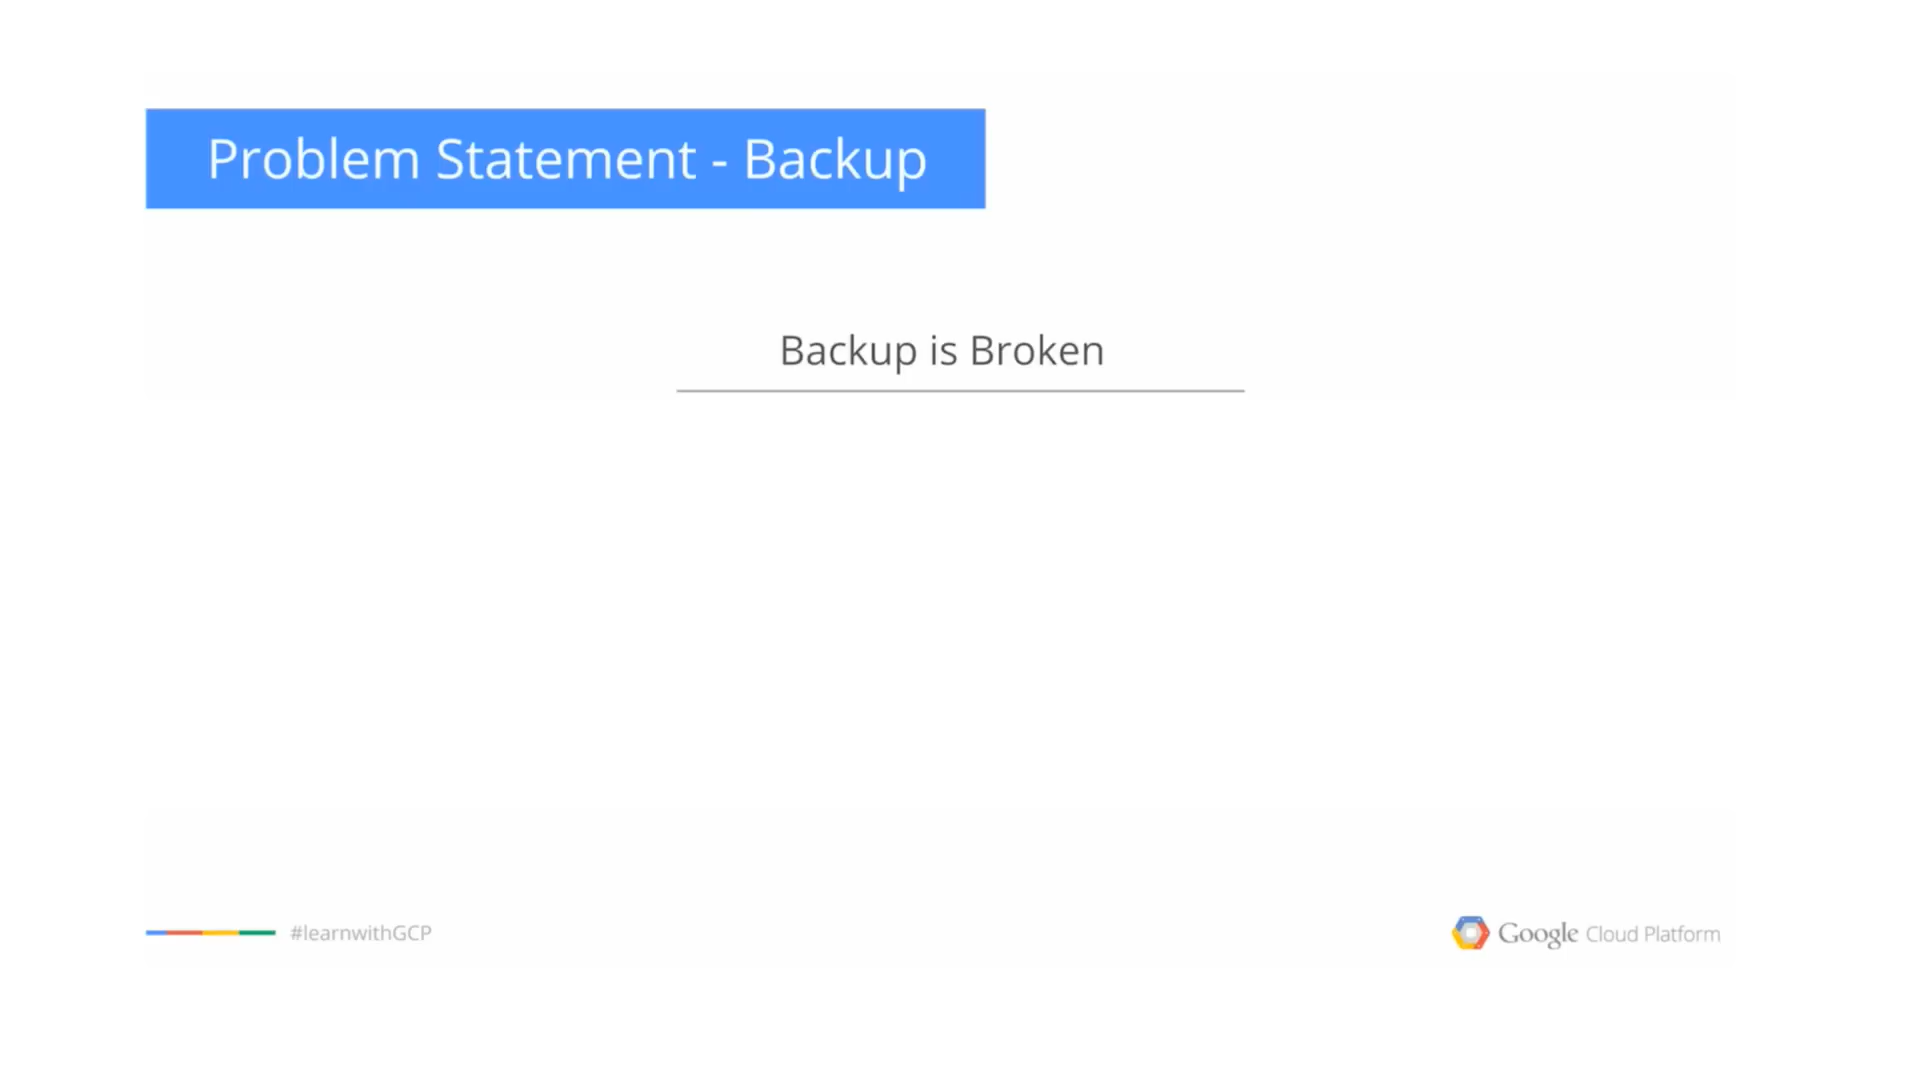 Problem Statement - Backup
Backup is Broken
#learnwithGCP
Google Cloud Platform